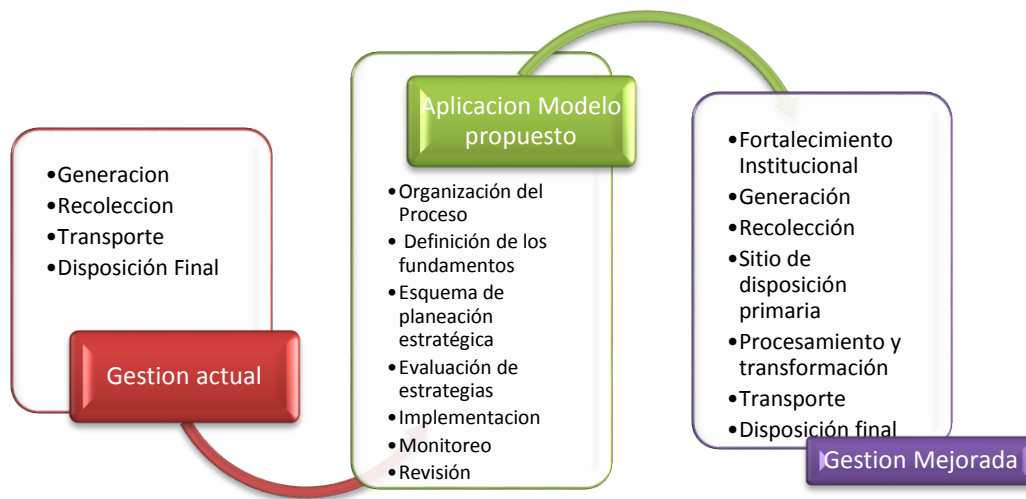 •Generacion
•Recoleccion
•Transporte
•Disposición Final
Gestion actual
Aplicacion Modelo
propuesto
•Organización del
Proceso
• Definición de los
fundamentos
•Esquema de
planeación
estratégica
•Evaluación de
estrategias
•Implementacion
•Monitoreo
•Revisión
•Fortalecimiento
Institucional
•Generación
•Recolección
•Sitio de
disposición
primaria
•Procesamiento y
transformación
•Transporte
•Disposición final
Gestion Mejorada